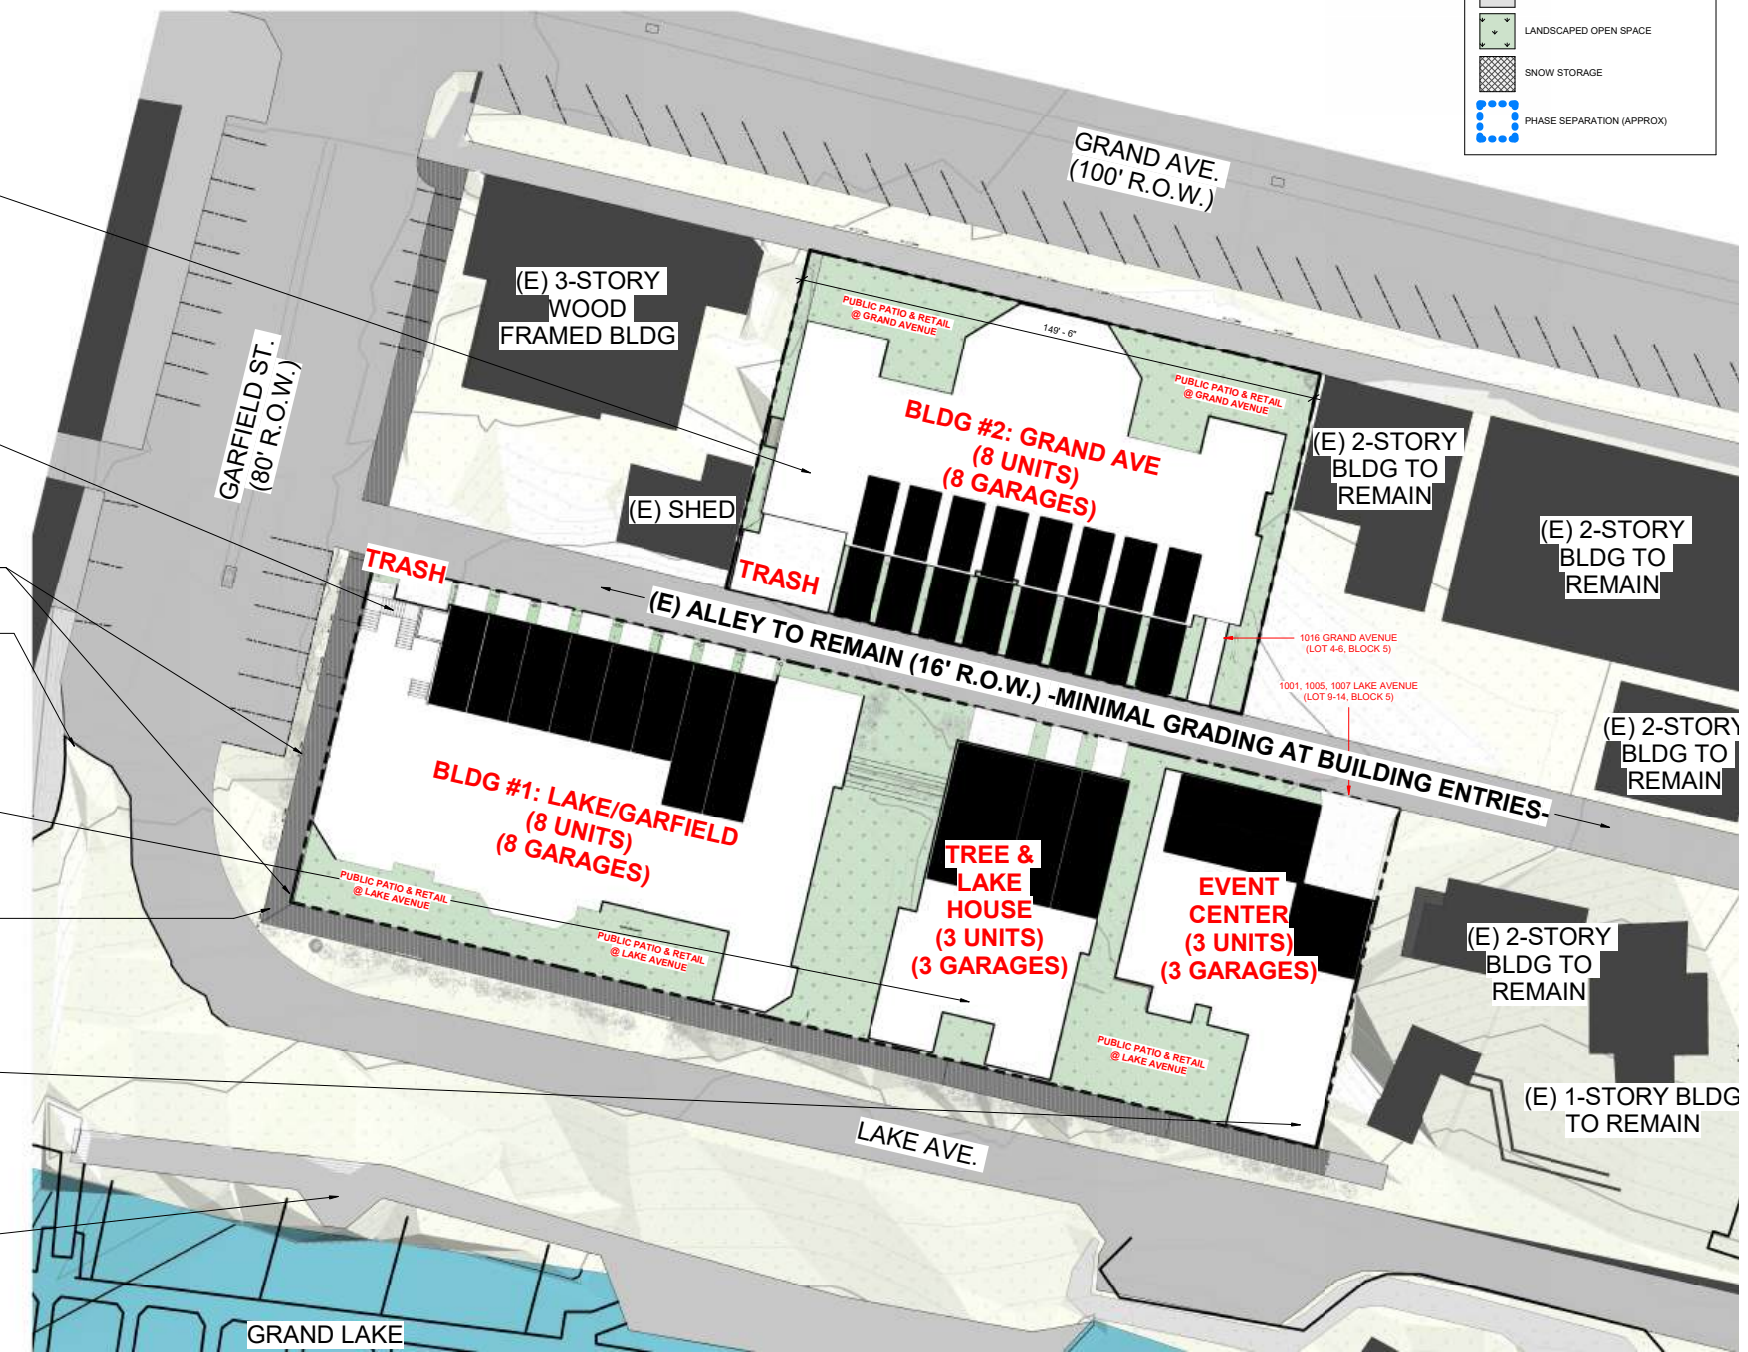 LANDSCAPED OPEN SPACE
SNOW STORAGE
PHASE SEPARATION (APPROX)
GRAND AVE.
(100' R.O.W.)
(E) 3-STORY
WOOD
FRAMED BLDG
PUBLIC PATIO & RETAIL
@ GRAND AVENUE
149' - 6"
PUBLIC PATIO & RETAIL
@ GRAND AVENUE
GARFIELD ST.
(80' R.O.W.)
BLDG #2: GRAND AVE
(8 UNITS)
(8 GARAGES)
(E) 2-STORY
BLDG TO
REMAIN
(E) SHED
(E) 2-STORY
BLDG TO
REMAIN
TRASH
TRASH
(E) ALLEY TO REMAIN (16' R.O.W.) -MINIMAL GRADING AT BUILDING ENTRIES-
1016 GRAND AVENUE
(LOT 4-6, BLOCK 5)
1001, 1005, 1007 LAKE AVENUE
(LOT 9-14, BLOCK 5)
(E) 2-STORY
BLDG TO
REMAIN
BLDG #1: LAKE/GARFIELD
(8 UNITS)
(8 GARAGES)
TREE &
LAKE
HOUSE
(3 UNITS)
(3 GARAGES)
EVENT
CENTER
(3 UNITS)
(3 GARAGES)
PUBLIC PATIO & RETAIL
@ LAKE AVENUE
PUBLIC PATIO & RETAIL
@ LAKE AVENUE
(E) 2-STORY
BLDG TO
REMAIN
PUBLIC PATIO & RETAIL
@ LAKE AVENUE
(E) 1-STORY BLDG
TO REMAIN
LAKE AVE.
GRAND LAKE